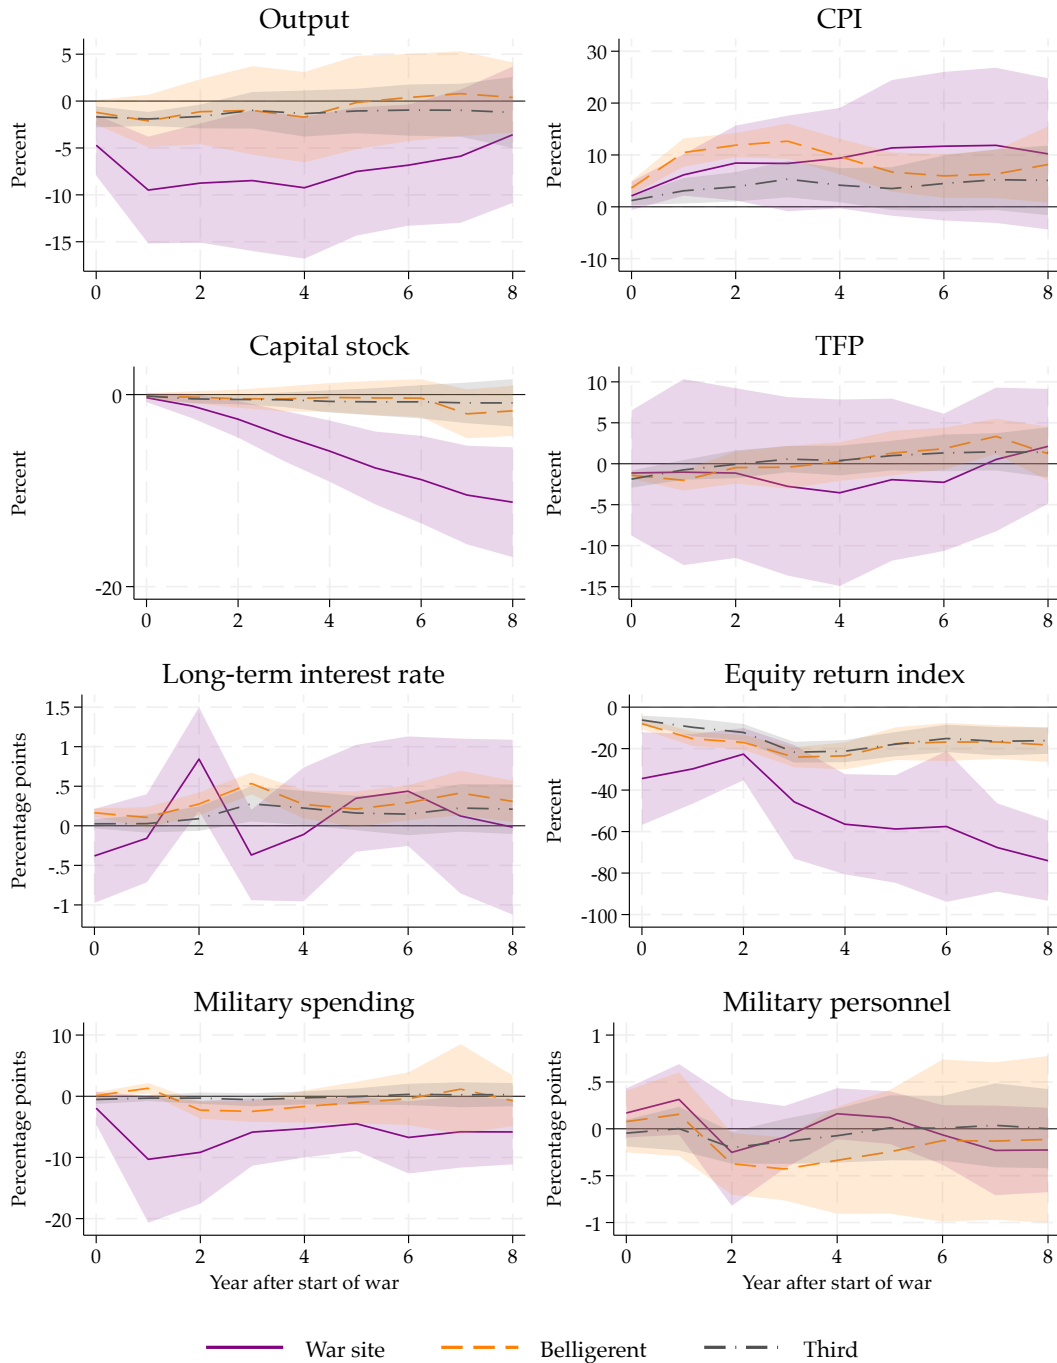 Output
CPI
Percent
5
0
-5
-10
-15
0 2 4 6 8
Percent
30
20
10
0
-10
0 2 4 6 8
Capital stock
TFP
Percent
0
-20
0 2 4 6 8
Percent
10
5
0
-5
-10
-15
0 2 4 6 8
Long-term interest rate
Equity return index
Percentage points
1.5
1
.5
0
-.5
-1
0 2 4 6 8
Percent
0
-20
-40
-60
-80
-100
0 2 4 6 8
Military spending
Military personnel
Percentage points
10
0
-10
-20
0 2 4 6 8
Year after start of war
Percentage points
1
.5
0
-.5
-1
0 2 4 6 8
Year after start of war
War site Belligerent Third